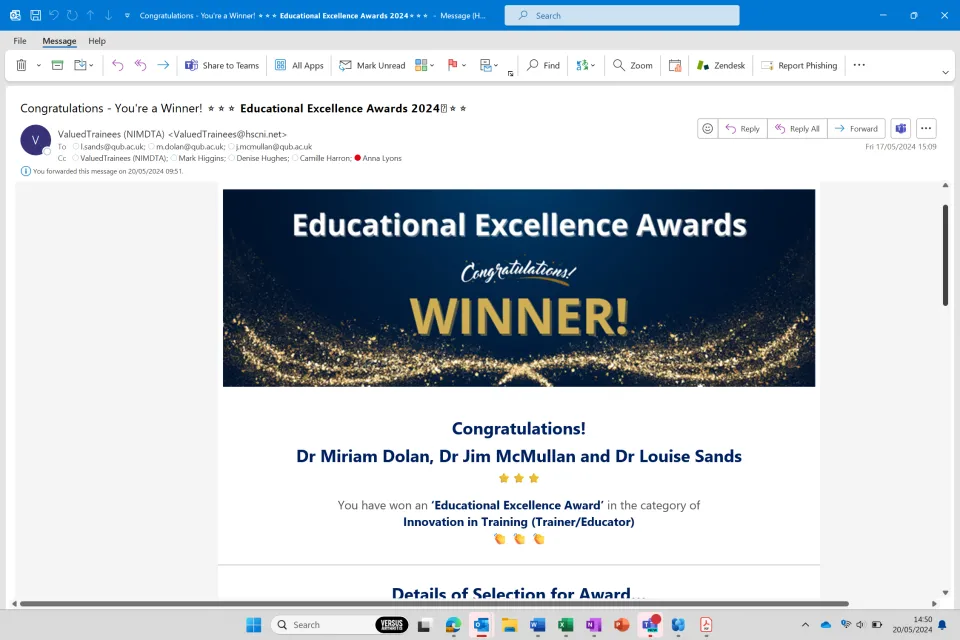 Congratulations - You're a Winner! ⋆ ⋆ ⋆ Educational Excellence Awards 2024 ⋆ ⋆ ⋆ - Message (H...
Search
File Message Help
Share to Teams All Apps Mark Unread Find Zoom Zendesk Report Phishing ...
Congratulations - You're a Winner! ⋆ ⋆ ⋆ Educational Excellence Awards 2024 ⋆ ⋆
V
ValuedTrainees (NIMDTA) <ValuedTrainees@hscni.net>
Reply Reply All Forward
To l.sands@qub.ac.uk; m.dolan@qub.ac.uk; j.mcmullan@qub.ac.uk
Fri 17/05/2024 15:09
Cc ValuedTrainees (NIMDTA); Mark Higgins; Denise Hughes; Camille Harron; Anna Lyons
You forwarded this message on 20/05/2024 09:51.
Educational Excellence Awards
Congratulations!
WINNER!
Congratulations!
Dr Miriam Dolan, Dr Jim McMullan and Dr Louise Sands
You have won an ‘Educational Excellence Award’ in the category of
Innovation in Training (Trainer/Educator)
Details of Selection for Award...
Search VERSUS ARTHRITIS
14:50
20/05/2024